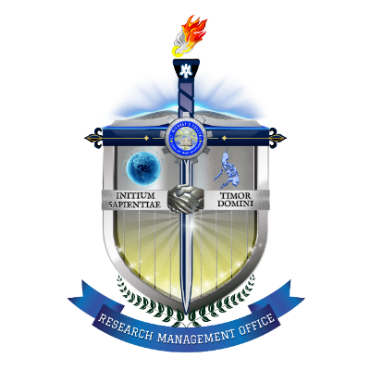 INITIUM
SAPIENTIAE
TIMOR
DOMINI
RESEARCH MANAGEMENT OFFICE